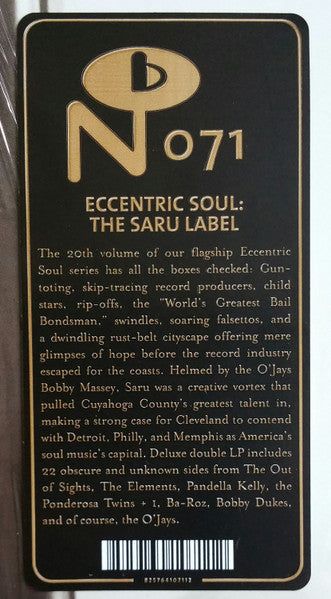 No 071
ECCENTRIC SOUL:
THE SARU LABEL
The 20th volume of our flagship Eccentric
Soul series has all the boxes checked: Gun-
toting, skip-tracing record producers, child
stars, rip-offs, the "World's Greatest Bail
Bondsman," swindles, soaring falsettos, and
a dwindling rust-belt cityscape offering mere
glimpses of hope before the record industry
escaped for the coasts. Helmed by the O'Jays
Bobby Massey, Saru was a creative vortex that
pulled Cuyahoga County's greatest talent in,
making a strong case for Cleveland to contend
with Detroit, Philly, and Memphis as America's
soul music's capital. Deluxe double LP includes
22 obscure and unknown sides from The Out
of Sights, The Elements, Pandella Kelly, the
Ponderosa Twins + 1, Ba-Roz, Bobby Dukes,
and of course, the O'Jays.
825764107112